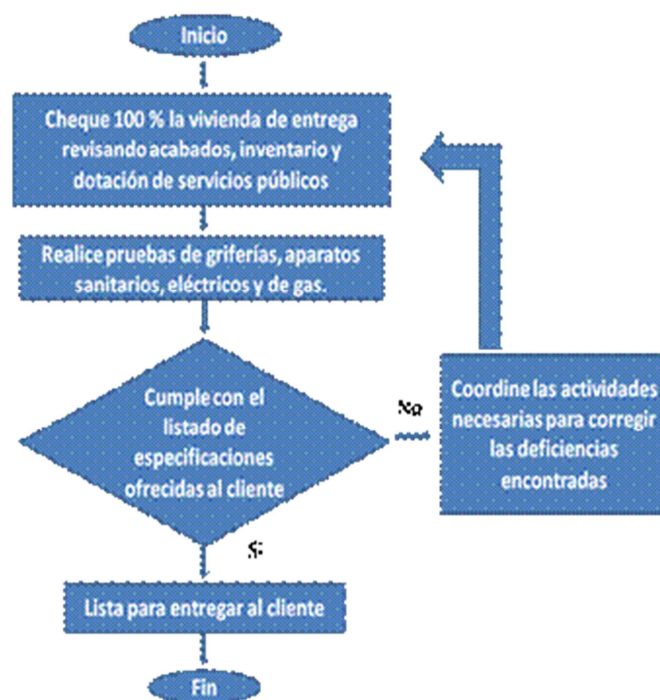 Inicio
Cheque 100 % la vivienda de entrega
revisando acabados, inventario y
dotación de servicios públicos
Realice pruebas de griferías, aparatos
sanitarios, eléctricos y de gas.
Cumple con el
listado de
especificaciones
ofrecidas al cliente
No
Coordine las actividades
necesarias para corregir
las deficiencias
encontradas
Si
Lista para entregar al cliente
Fin